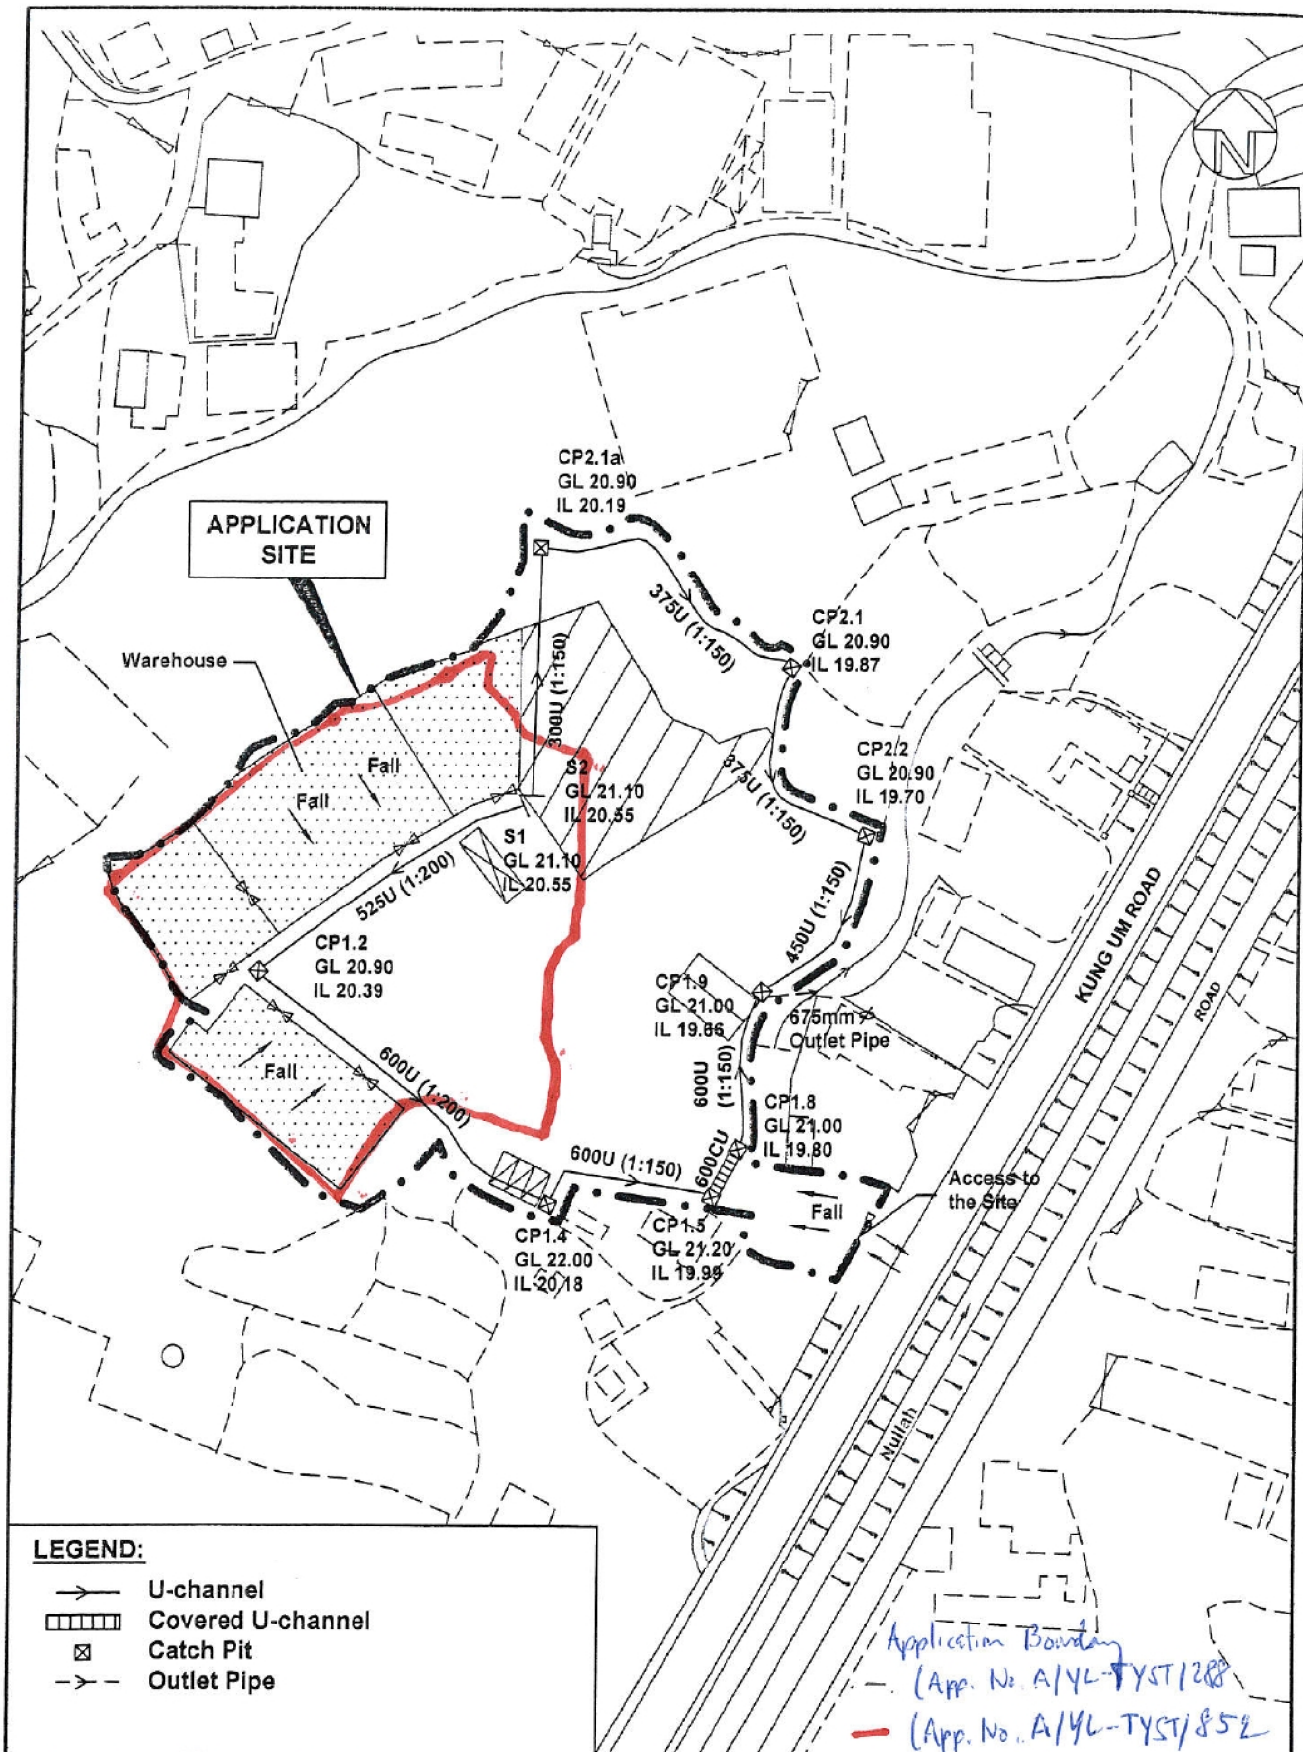 N
CP2.1a
GL 20.90
IL 20.19
APPLICATION
SITE
Warehouse
375U (1:150)
CP2.1
GL 20.90
IL 19.87
300U (1:150)
Fall
Fall
S2
GL 21.10
IL 20.55
375U (1:150)
CP2.2
GL 20.90
IL 19.70
S1
GL 21.10
IL 20.55
525U (1:200)
450U (1:150)
KUNG UM ROAD
ROAD
CP1.2
GL 20.90
IL 20.39
CP1.9
GL 21.00
IL 19.66
675mm
Outlet Pipe
Fall
600U (1:200)
600U
(1:150)
CP1.8
GL 21.00
IL 19.80
600U (1:150)
600CU
Access to
the Site
Fall
CP1.4
GL 22.00
IL 20.18
CP1.5
GL 21.20
IL 19.99
Nullah
LEGEND:
U-channel
Covered U-channel
Catch Pit
Outlet Pipe
Application Boundary
(App. No. A/YL-TYST/288
(App. No. A/YL-TYST/852